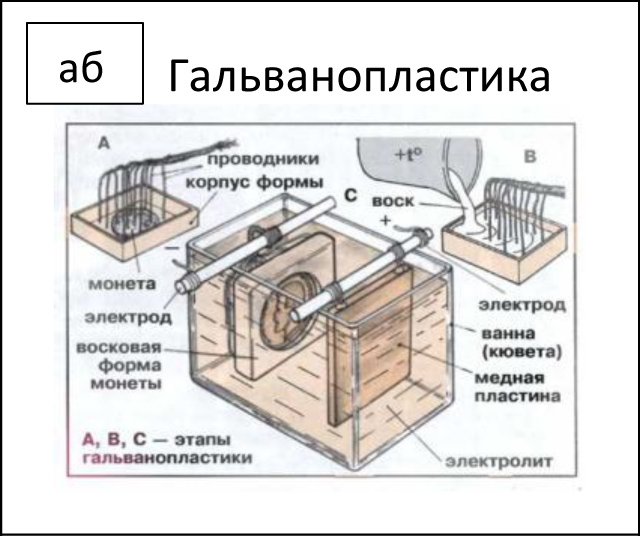 аб
Гальванопластика
А
проводники
корпус формы
+t°
В
С
воск
+
–
монета
электрод
электрод
ванна
(кювета)
восковая
форма
монеты
медная
пластина
А, В, С — этапы
гальванопластики
электролит